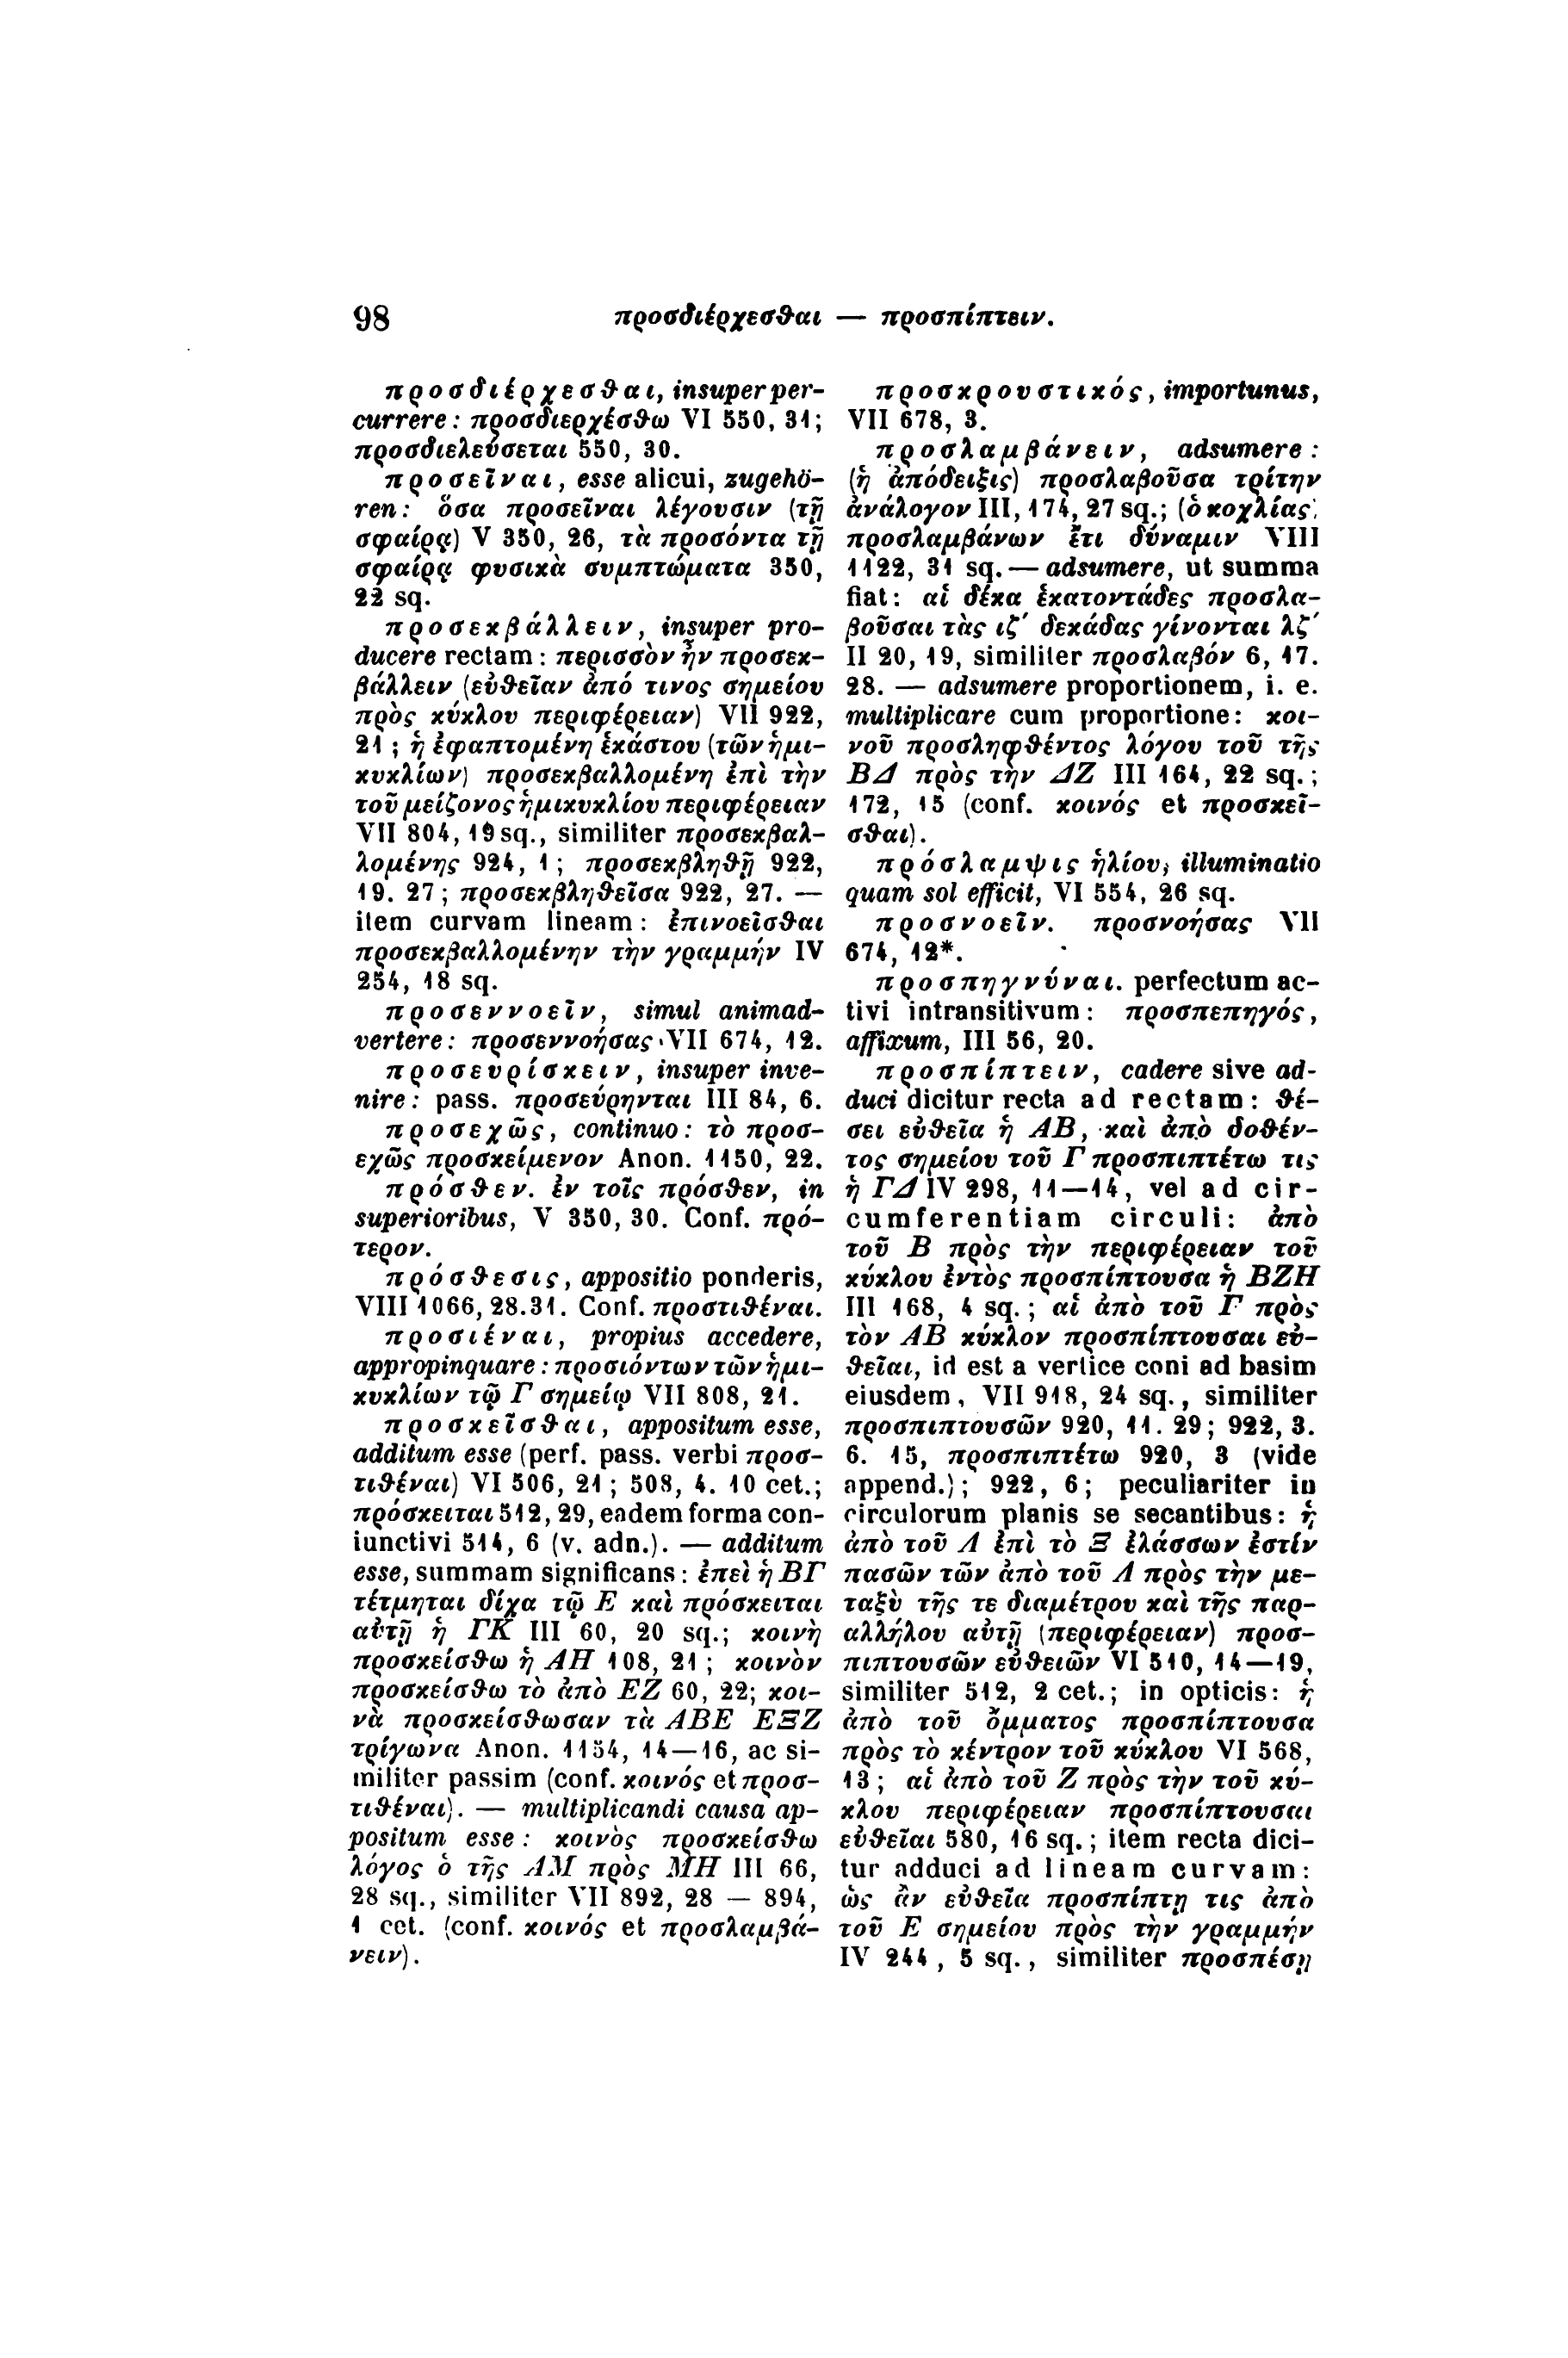 98 προσδιέρχεσθαι — προσπίπτειν.
προσδιέρχεσθαι, insuper per-
currere: προσδιερχέσθω VI 550, 31;
προσδιελεύσεται 550, 30.
προσεῖναι, esse alicui, zugehö-
ren: ὅσα προσεῖναι λέγουσιν (τῇ
σφαίρᾳ) V 350, 26, τὰ προσόντα τῇ
σφαίρᾳ φυσικὰ συμπτώματα 350,
22 sq.
προσεκβάλλειν, insuper pro-
ducere rectam: περισσὸν ἦν προσεκ-
βάλλειν (εὐθεῖαν ἀπό τινος σημείου
πρὸς κύκλου περιφέρειαν) VII 922,
21; ἡ ἐφαπτομένη ἑκάστου (τῶν ἡμι-
κυκλίων) προσεκβαλλομένη ἐπὶ τὴν
τοῦ μείζονος ἡμικυκλίου περιφέρειαν
VII 804, 19 sq., similiter προσεκβαλ-
λομένης 924, 1; προσεκβληθῇ 922,
19. 27; προσεκβληθεῖσα 922, 27. —
item curvam lineam: ἐπινοεῖσθαι
προσεκβαλλομένην τὴν γραμμήν IV
254, 18 sq.
προσεννοεῖν, simul animad-
vertere: προσεννοήσας VII 674, 12.
προσευρίσκειν, insuper inve-
nire: pass. προσεύρηνται III 84, 6.
προσεχῶς, continuo: τὸ προσ-
εχῶς προσκείμενον Anon. 1150, 22.
πρόσθεν. ἐν τοῖς πρόσθεν, in
superioribus, V 350, 30. Conf. πρό-
τερον.
πρόσθεσις, appositio ponderis,
VIII 1066, 28. 31. Conf. προστιθέναι.
προσιέναι, propius accedere,
appropinquare: προσιόντων τῶν ἡμι-
κυκλίων τῷ Γ σημείῳ VII 808, 21.
προσκεῖσθαι, appositum esse,
additum esse (perf. pass. verbi προσ-
τιθέναι) VI 506, 21; 508, 4. 10 cet.;
πρόσκειται 512, 29, eadem forma con-
iunctivi 514, 6 (v. adn.). — additum
esse, summam significans: ἐπεὶ ἡ ΒΓ
τέτμηται δίχα τῷ Ε καὶ πρόσκειται
αὐτῇ ἡ ΓΚ III 60, 20 sq.; κοινὴ
προσκείσθω ἡ ΑΗ 108, 21; κοινὸν
προσκείσθω τὸ ἀπὸ ΕΖ 60, 22; κοι-
νὰ προσκείσθωσαν τὰ ΑΒΕ ΕΞΖ
τρίγωνα Anon. 1154, 14—16, ac si-
militer passim (conf. κοινός et προσ-
τιθέναι). — multiplicandi causa ap-
positum esse: κοινὸς προσκείσθω
λόγος ὁ τῆς ΛΜ πρὸς ΜΗ III 66,
28 sq., similiter VII 892, 28 — 894,
1 cet. (conf. κοινός et προσλαμβά-
νειν).
προσκρουστικός, importunus,
VII 678, 3.
προσλαμβάνειν, adsumere:
(ἡ ἀπόδειξις) προσλαβοῦσα τρίτην
ἀνάλογον III, 174, 27 sq.; (ὁ κοχλίας)
προσλαμβάνων ἔτι δύναμιν VIII
1122, 31 sq. — adsumere, ut summa
fiat: αἱ δέκα ἑκατοντάδες προσλα-
βοῦσαι τὰς ιζ′ δεκάδας γίνονται λζ′
II 20, 19, similiter προσλαβόν 6, 17.
28. — adsumere proportionem, i. e.
multiplicare cum proportione: κοι-
νοῦ προσληφθέντος λόγου τοῦ τῆς
ΒΔ πρὸς τὴν ΔΖ III 164, 22 sq.;
172, 15 (conf. κοινός et προσκεῖ-
σθαι).
πρόσλαμψις ἡλίου, illuminatio
quam sol efficit, VI 554, 26 sq.
προσνοεῖν. προσνοήσας VII
674, 12*.
προσπηγνύναι. perfectum ac-
tivi intransitivum: προσπεπηγός,
affixum, III 56, 20.
προσπίπτειν, cadere sive ad-
duci dicitur recta ad rectam: θέ-
σει εὐθεῖα ἡ ΑΒ, καὶ ἀπὸ δοθέν-
τος σημείου τοῦ Γ προσπιπτέτω τις
ἡ ΓΔ IV 298, 11—14, vel ad cir-
cumferentiam circuli: ἀπὸ
τοῦ Β πρὸς τὴν περιφέρειαν τοῦ
κύκλου ἐντὸς προσπίπτουσα ἡ ΒΖΗ
III 168, 4 sq.; αἱ ἀπὸ τοῦ Γ πρὸς
τὸν ΑΒ κύκλον προσπίπτουσαι εὐ-
θεῖαι, id est a vertice coni ad basim
eiusdem, VII 918, 24 sq., similiter
προσπιπτουσῶν 920, 11. 29; 922, 3.
6. 15, προσπιπτέτω 920, 3 (vide
append.); 922, 6; peculiariter in
circulorum planis se secantibus: ἡ
ἀπὸ τοῦ Λ ἐπὶ τὸ Ξ ἐλάσσων ἐστίν
πασῶν τῶν ἀπὸ τοῦ Λ πρὸς τὴν με-
ταξὺ τῆς τε διαμέτρου καὶ τῆς παρ-
αλλήλου αὐτῇ (περιφέρειαν) προσ-
πιπτουσῶν εὐθειῶν VI 510, 14—19,
similiter 512, 2 cet.; in opticis: ἡ
ἀπὸ τοῦ ὄμματος προσπίπτουσα
πρὸς τὸ κέντρον τοῦ κύκλου VI 568,
13; αἱ ἀπὸ τοῦ Ζ πρὸς τὴν τοῦ κύ-
κλου περιφέρειαν προσπίπτουσαι
εὐθεῖαι 580, 16 sq.; item recta dici-
tur adduci ad lineam curvam:
ὡς ἂν εὐθεῖα προσπίπτῃ τις ἀπὸ
τοῦ Ε σημείου πρὸς τὴν γραμμήν
IV 244, 5 sq., similiter προσπέσῃ